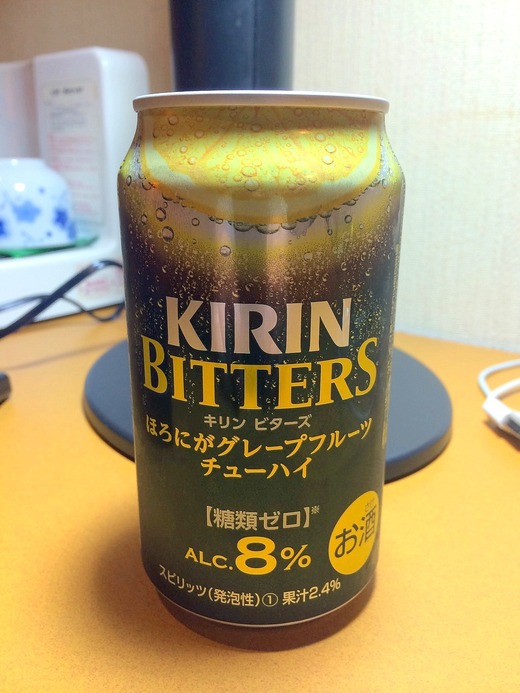 KIRIN
BITTERS
キリン ビターズ
ほろにがグレープフルーツ
チューハイ
【糖類ゼロ】※
ALC.8%
お酒
スピリッツ(発泡性)① 果汁2.4%